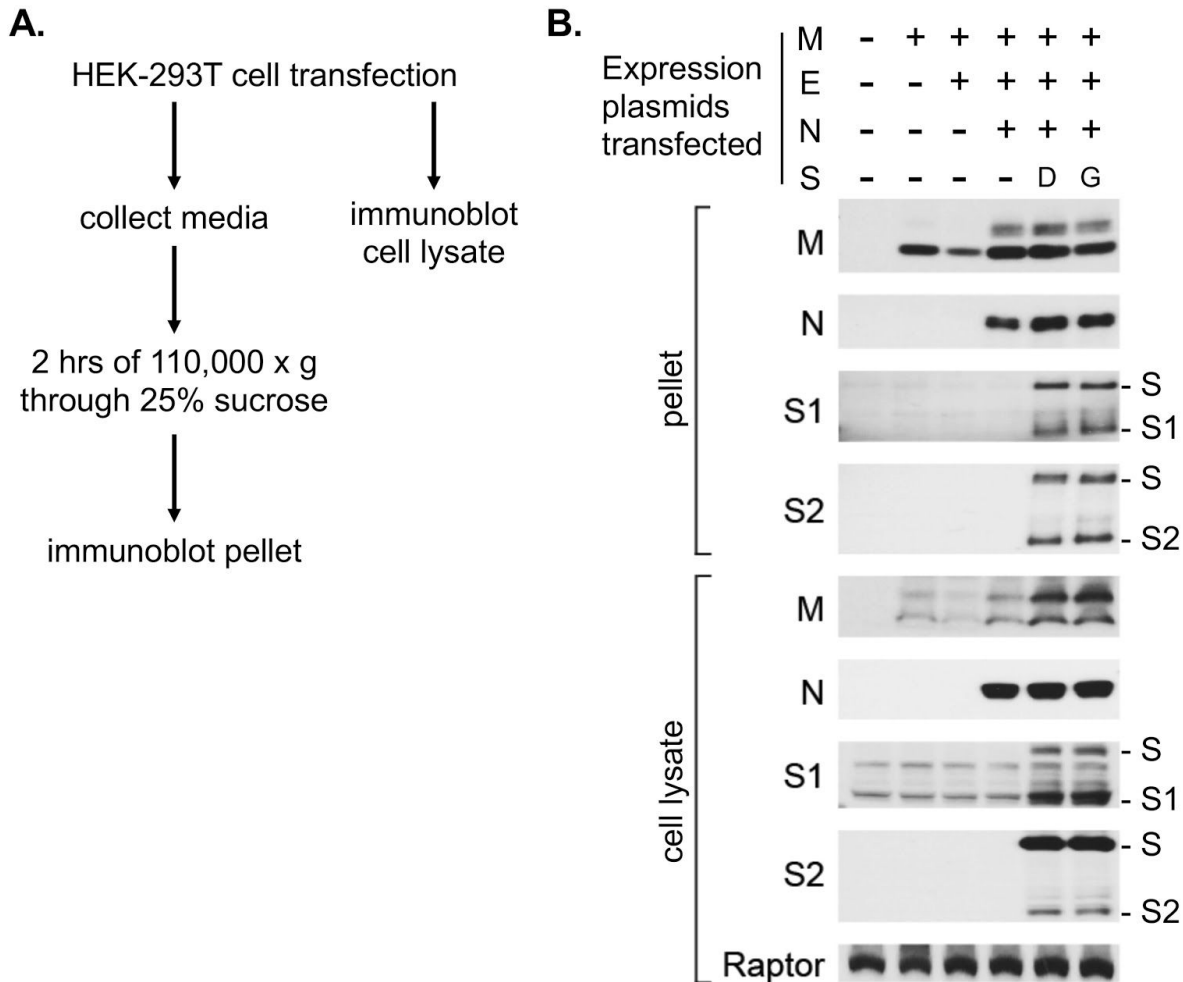 A.
HEK-293T cell transfection
collect media
immunoblot
cell lysate
2 hrs of 110,000 x g
through 25% sucrose
immunoblot pellet
B.
Expression
plasmids
transfected
M - + + + + +
E - - + + + +
N - - - + + +
S - - - - D G
pellet
M
N
S1
- S
- S1
S2
- S
- S2
cell lysate
M
N
S1
- S
- S1
S2
- S
- S2
Raptor